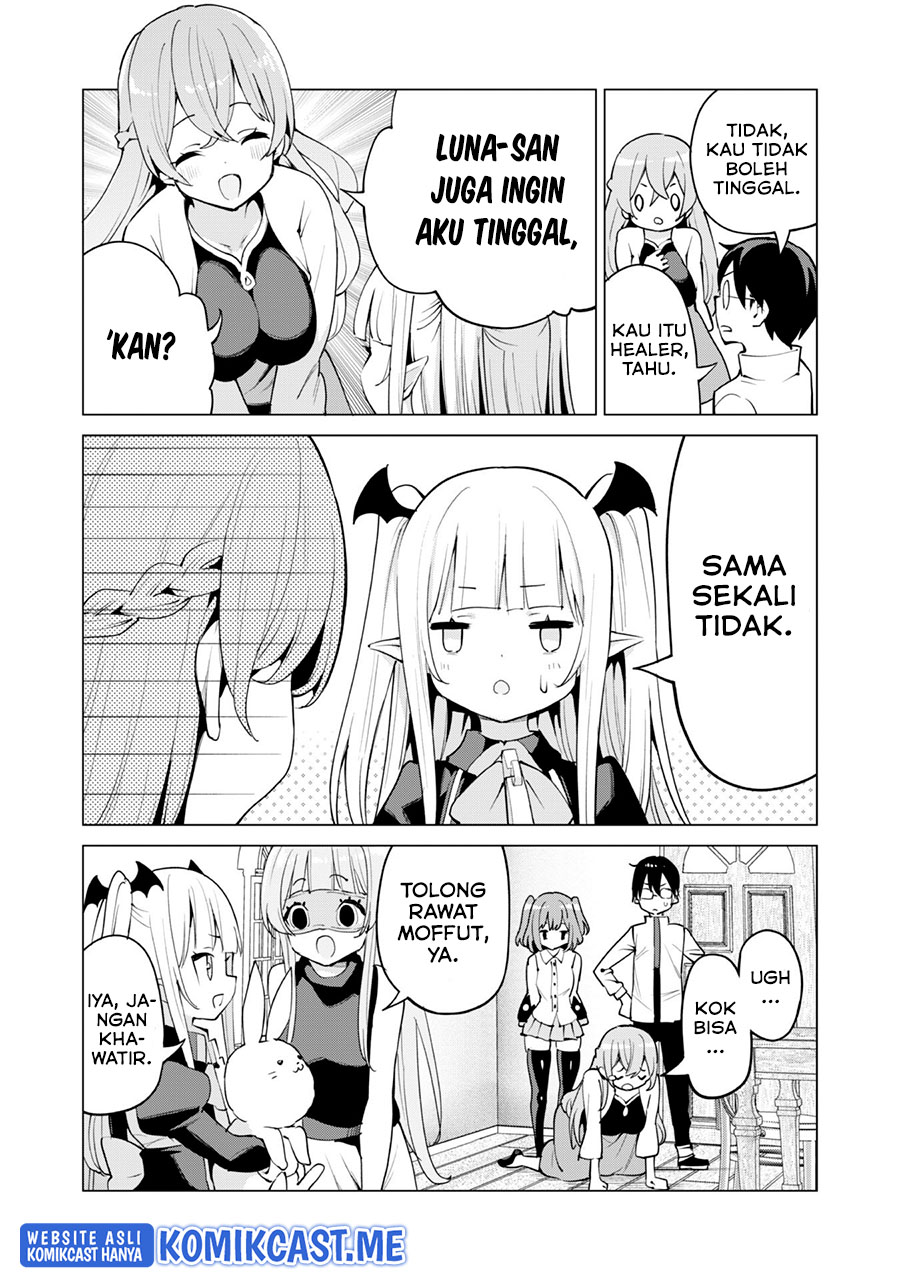 TIDAK,
KAU TIDAK
BOLEH
TINGGAL.
KAU ITU
HEALER,
TAHU.
LUNA-SAN
JUGA INGIN
AKU TINGGAL,
'KAN?
SAMA
SEKALI
TIDAK.
UGH
...
KOK
BISA
...
TOLONG
RAWAT
MOFFUT,
YA.
IYA, JA-
NGAN
KHA-
WATIR.
WEBSITE ASLI
KOMIKCAST HANYA
KOMIKCAST.ME